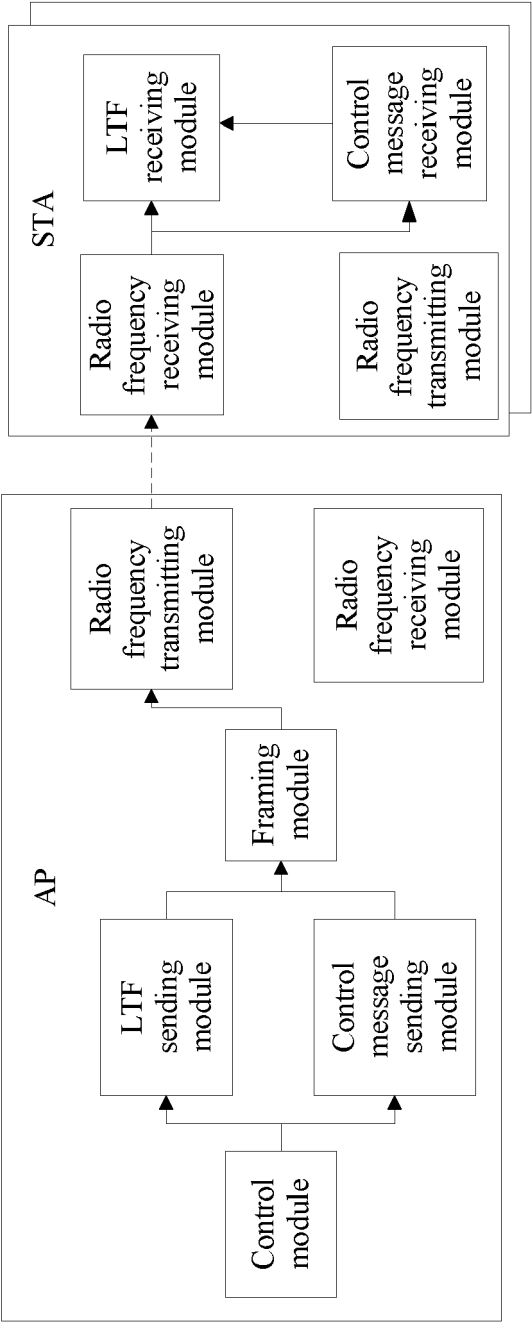 AP
Control
module
LTF
sending
module
Control
message
sending
module
Framing
module
Radio
frequency
transmitting
module
Radio
frequency
receiving
module
STA
Radio
frequency
receiving
module
LTF
receiving
module
Radio
frequency
transmitting
module
Control
message
receiving
module